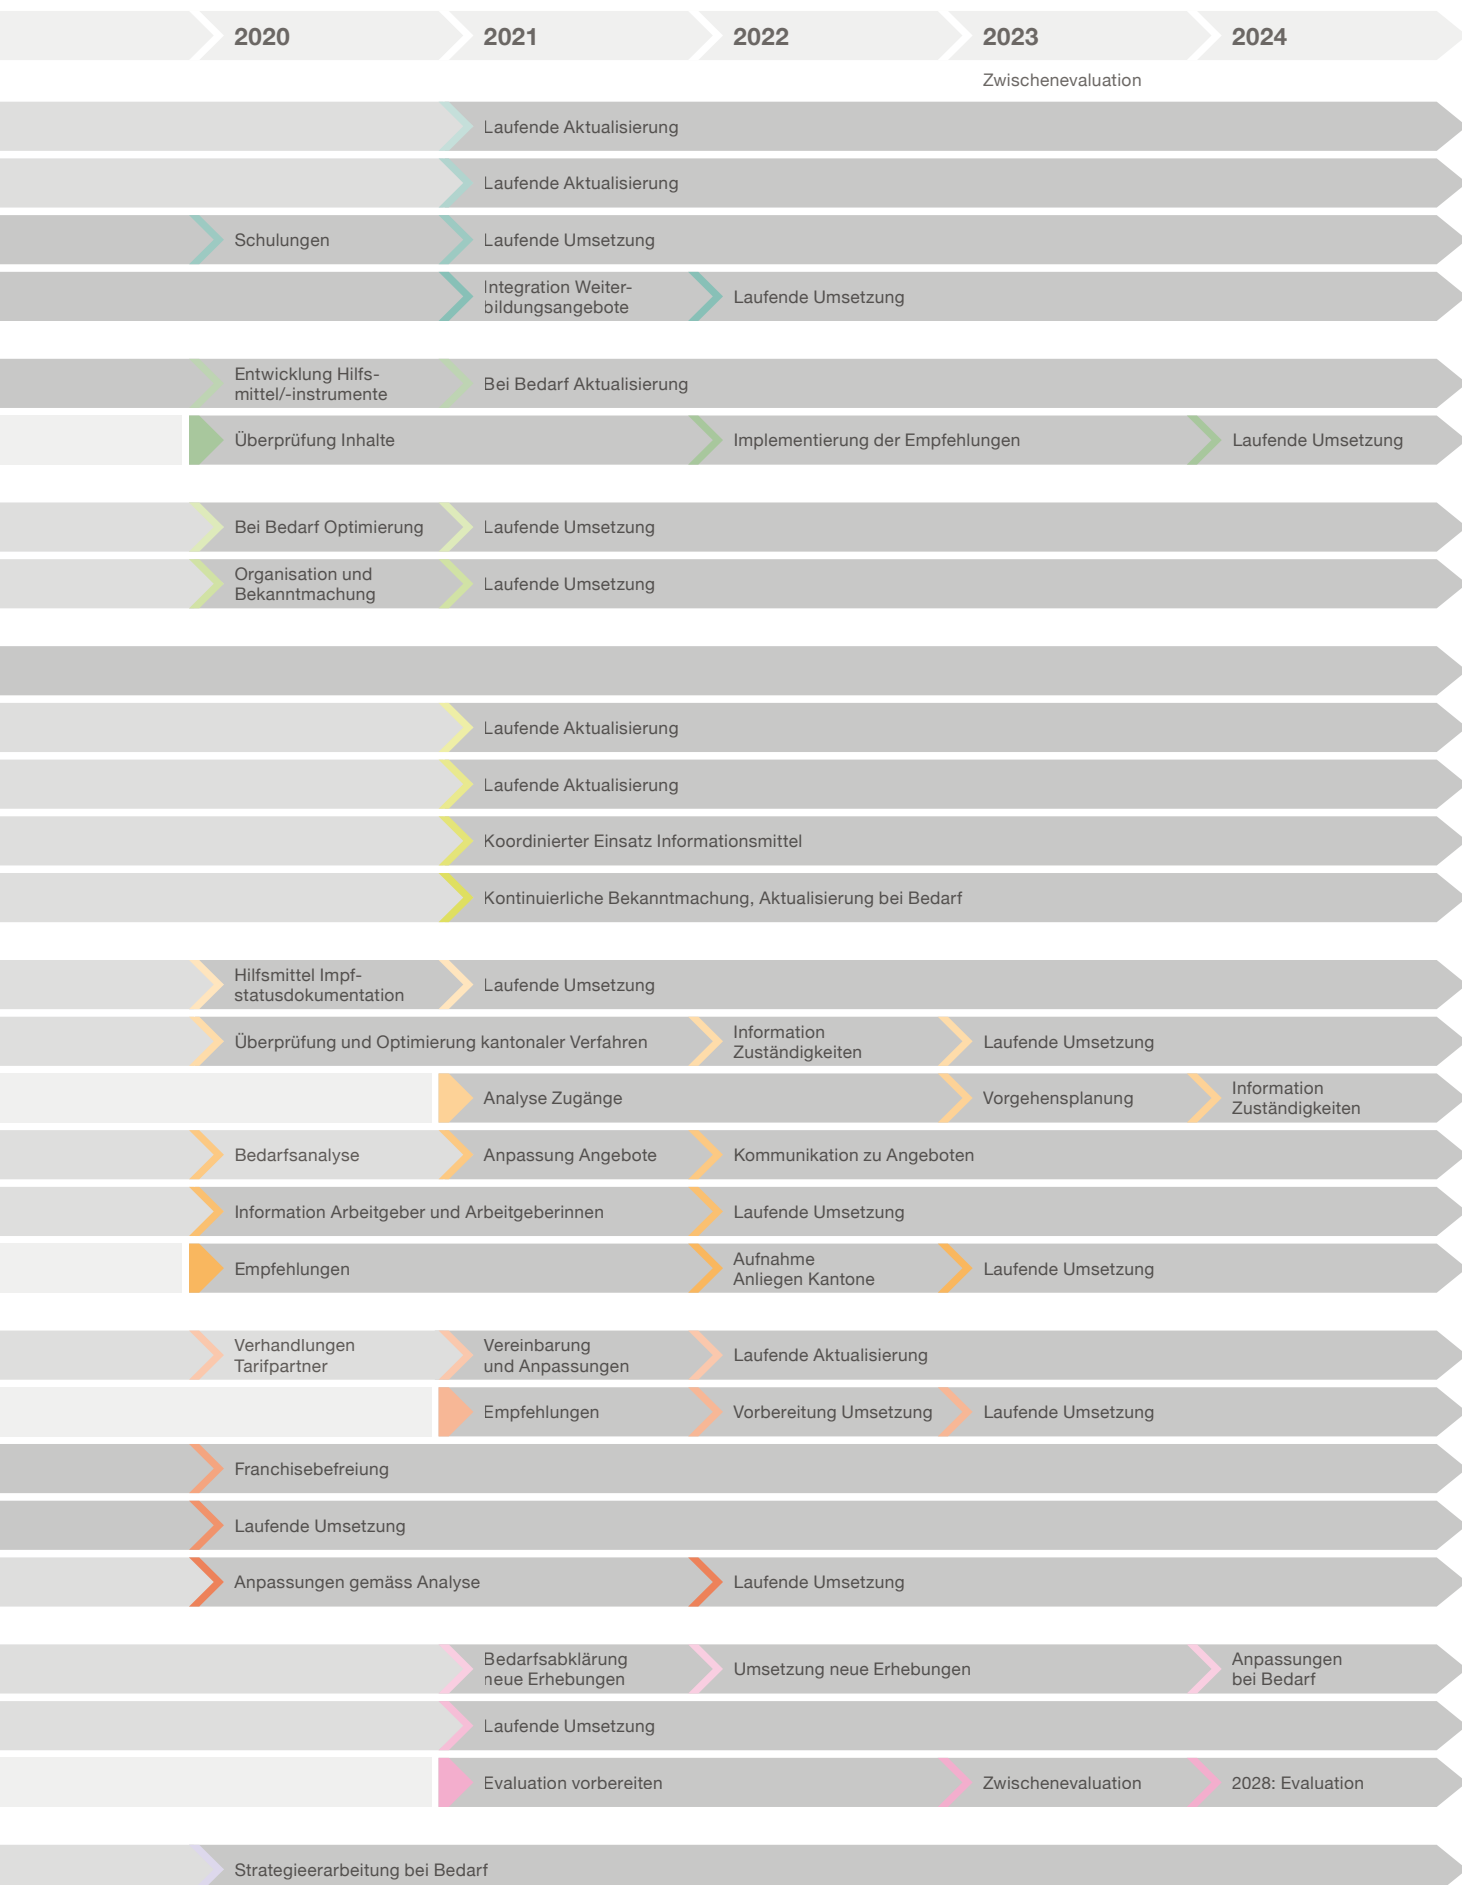 2020 2021 2022 2023 2024
Zwischenevaluation
Laufende Aktualisierung
Laufende Aktualisierung
Schulungen Laufende Umsetzung
Integration Weiter-
bildungsangebote
Laufende Umsetzung
Entwicklung Hilfs-
mittel/-instrumente
Bei Bedarf Aktualisierung
Überprüfung Inhalte Implementierung der Empfehlungen Laufende Umsetzung
Bei Bedarf Optimierung Laufende Umsetzung
Organisation und
Bekanntmachung
Laufende Umsetzung
Laufende Aktualisierung
Laufende Aktualisierung
Koordinierter Einsatz Informationsmittel
Kontinuierliche Bekanntmachung, Aktualisierung bei Bedarf
Hilfsmittel Impf-
statusdokumentation
Laufende Umsetzung
Überprüfung und Optimierung kantonaler Verfahren
Information
Zuständigkeiten
Laufende Umsetzung
Analyse Zugänge Vorgehensplanung
Information
Zuständigkeiten
Bedarfsanalyse Anpassung Angebote Kommunikation zu Angeboten
Information Arbeitgeber und Arbeitgeberinnen Laufende Umsetzung
Empfehlungen
Aufnahme
Anliegen Kantone
Laufende Umsetzung
Verhandlungen
Tarifpartner
Vereinbarung
und Anpassungen
Laufende Aktualisierung
Empfehlungen Vorbereitung Umsetzung Laufende Umsetzung
Franchisebefreiung
Laufende Umsetzung
Anpassungen gemäss Analyse Laufende Umsetzung
Bedarfsabklärung
neue Erhebungen
Umsetzung neue Erhebungen
Anpassungen
bei Bedarf
Laufende Umsetzung
Evaluation vorbereiten Zwischenevaluation 2028: Evaluation
Strategieerarbeitung bei Bedarf